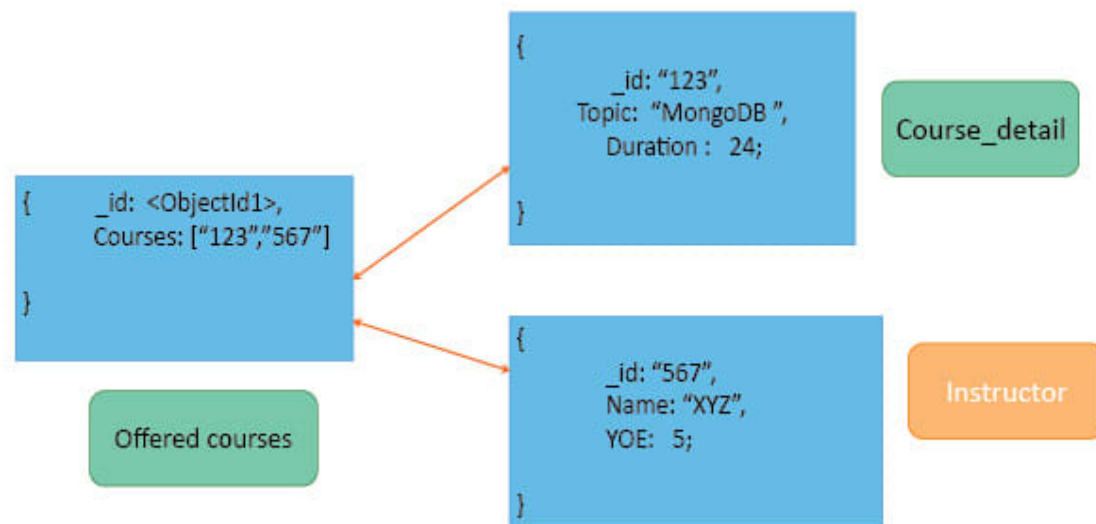 {
_id: “123”,
Topic: “MongoDB ”,
Duration : 24;
}
Course_detail
{ _id: <ObjectId1>,
Courses: [“123”,”567”]
}
Offered courses
{
_id: “567”,
Name: “XYZ”,
YOE: 5;
}
Instructor